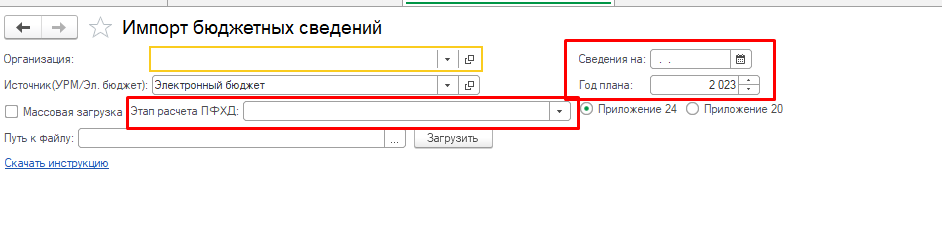 Импорт бюджетных сведений
Организация:
Сведения на: . .
Источник(УРМ/Эл. бюджет): Электронный бюджет
Год плана: 2 023
Массовая загрузка Этап расчета ПФХД: Приложение 24 Приложение 20
Путь к файлу: ... Загрузить
Скачать инструкцию